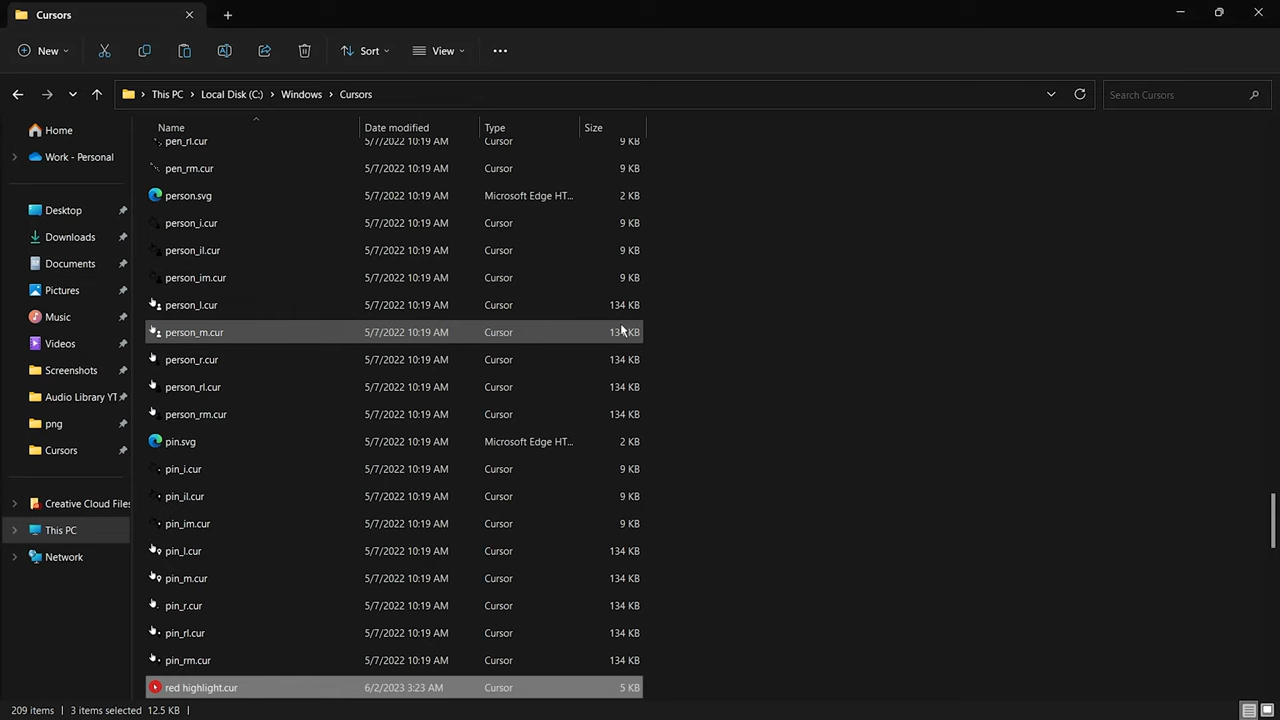 Cursors
New
Sort
View
This PC
Local Disk (C:)
Windows
Cursors
Search Cursors
Name Date modified Type Size
Home
Work - Personal
Desktop
Downloads
Documents
Pictures
Music
Videos
Screenshots
Audio Library YT
png
Cursors
Creative Cloud Files
This PC
Network
pen_rl.cur 5/7/2022 10:19 AM Cursor 9 KB
pen_rm.cur 5/7/2022 10:19 AM Cursor 9 KB
person.svg 5/7/2022 10:19 AM Microsoft Edge HT... 2 KB
person_i.cur 5/7/2022 10:19 AM Cursor 9 KB
person_il.cur 5/7/2022 10:19 AM Cursor 9 KB
person_im.cur 5/7/2022 10:19 AM Cursor 9 KB
person_l.cur 5/7/2022 10:19 AM Cursor 134 KB
person_m.cur 5/7/2022 10:19 AM Cursor 134 KB
person_r.cur 5/7/2022 10:19 AM Cursor 134 KB
person_rl.cur 5/7/2022 10:19 AM Cursor 134 KB
person_rm.cur 5/7/2022 10:19 AM Cursor 134 KB
pin.svg 5/7/2022 10:19 AM Microsoft Edge HT... 2 KB
pin_i.cur 5/7/2022 10:19 AM Cursor 9 KB
pin_il.cur 5/7/2022 10:19 AM Cursor 9 KB
pin_im.cur 5/7/2022 10:19 AM Cursor 9 KB
pin_l.cur 5/7/2022 10:19 AM Cursor 134 KB
pin_m.cur 5/7/2022 10:19 AM Cursor 134 KB
pin_r.cur 5/7/2022 10:19 AM Cursor 134 KB
pin_rl.cur 5/7/2022 10:19 AM Cursor 134 KB
pin_rm.cur 5/7/2022 10:19 AM Cursor 134 KB
red highlight.cur 6/2/2023 3:23 AM Cursor 5 KB
209 items 3 items selected 12.5 KB